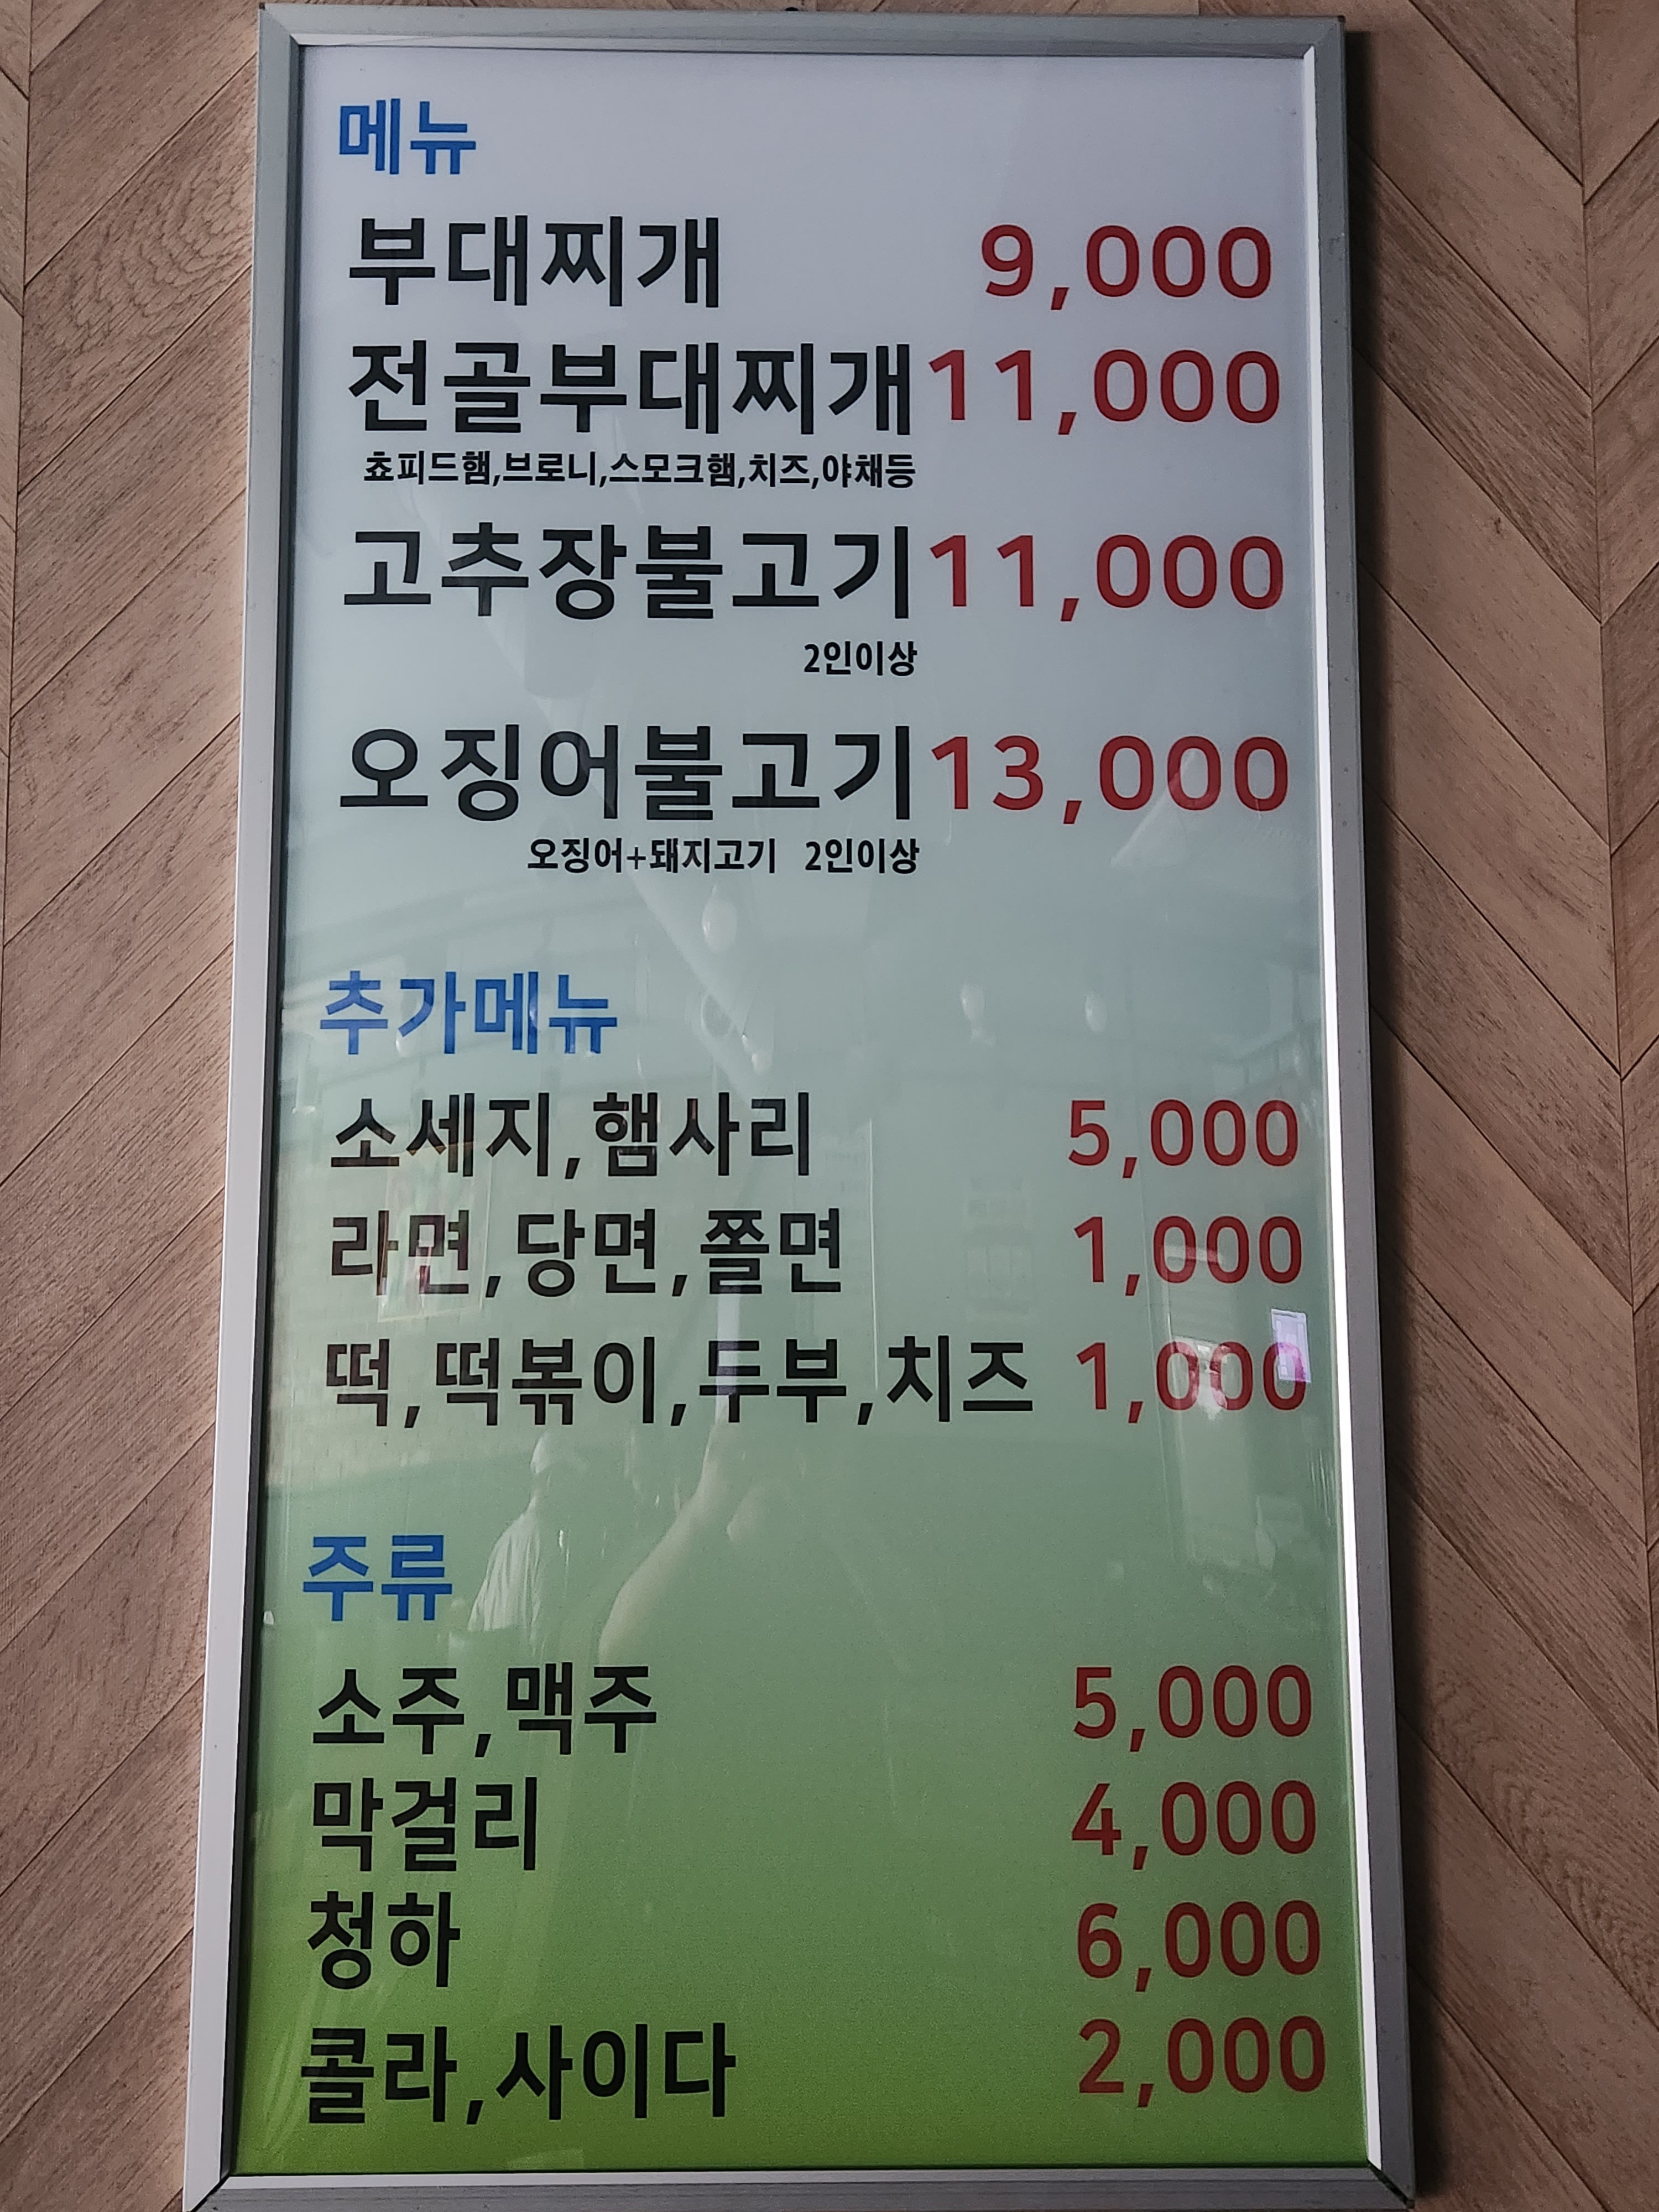 메뉴
부대찌개 9,000
전골부대찌개 11,000
쵸피드햄,브로니,스모크햄,치즈,야채등
고추장불고기 11,000
2인이상
오징어불고기 13,000
오징어+돼지고기 2인이상
추가메뉴
소세지,햄사리 5,000
라면,당면,쫄면 1,000
떡,떡볶이,두부,치즈 1,000
주류
소주,맥주 5,000
막걸리 4,000
청하 6,000
콜라,사이다 2,000